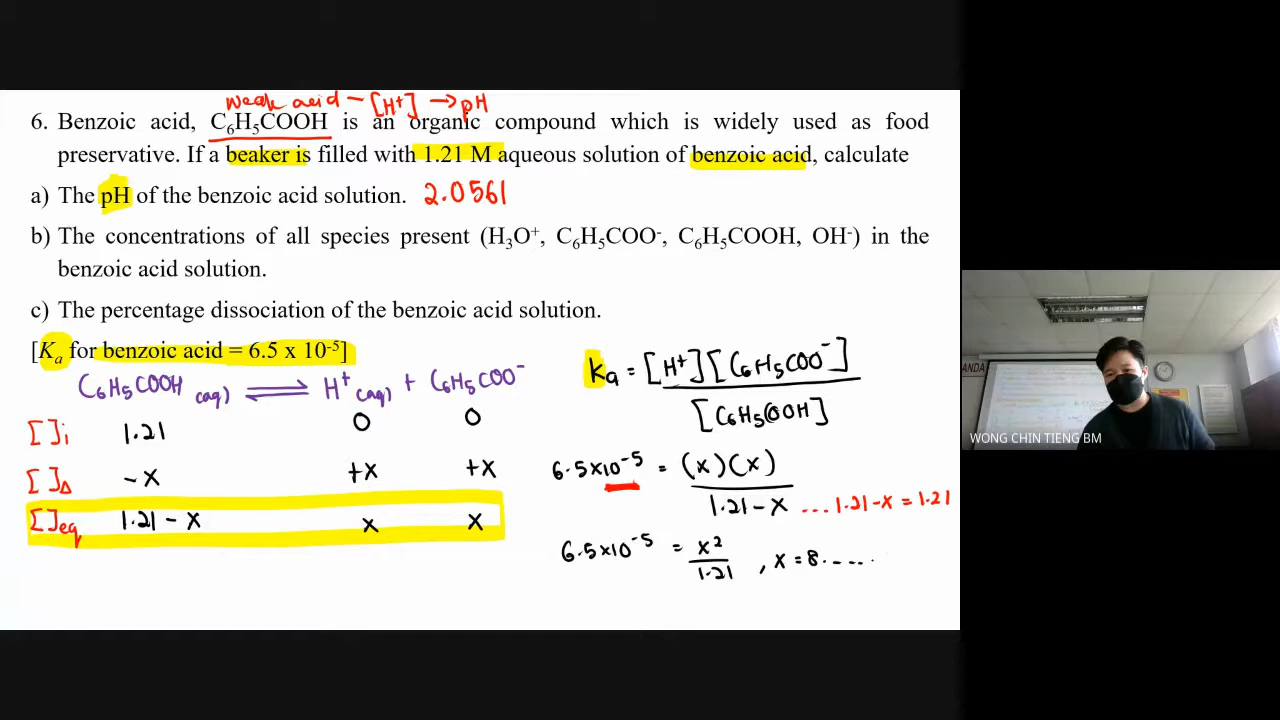 weak acid – [H⁺] → pH
6. Benzoic acid, C₆H₅COOH is an organic compound which is widely used as food
preservative. If a beaker is filled with 1.21 M aqueous solution of benzoic acid, calculate
a) The pH of the benzoic acid solution. 2.0561
b) The concentrations of all species present (H₃O⁺, C₆H₅COO⁻, C₆H₅COOH, OH⁻) in the
benzoic acid solution.
c) The percentage dissociation of the benzoic acid solution.
[Kₐ for benzoic acid = 6.5 x 10⁻⁵]
C₆H₅COOH (aq) ⇌ H⁺ (aq) + C₆H₅COO⁻
[ ]i 1.21 0 0
[ ]Δ -x +x +x
[ ]eq 1.21 - x x x
Ka = [H⁺][C₆H₅COO⁻]
[C₆H₅COOH]
6.5x10⁻⁵ = (x)(x)
1.21 - x ... 1.21-x = 1.21
6.5x10⁻⁵ = x²
1.21 , x = 8.-----
ANDA
WONG CHIN TIENG BM